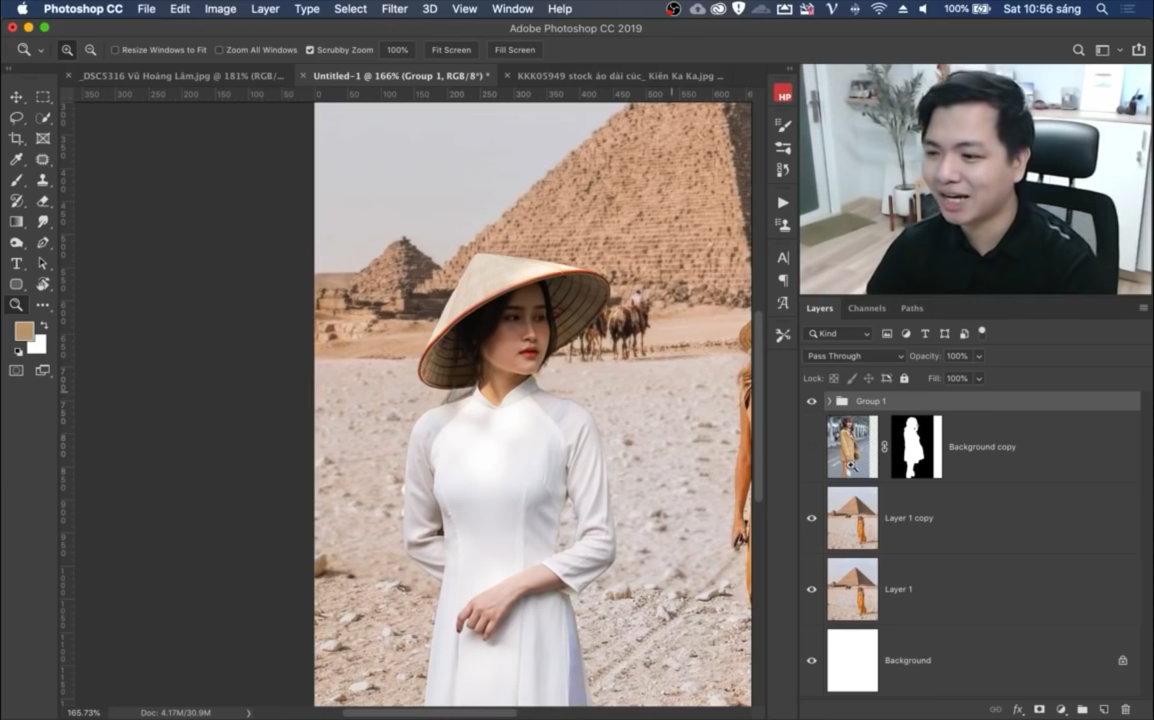 Photoshop CC File Edit Image Layer Type Select Filter 3D View Window Help 100% Sat 10:56 sáng
Adobe Photoshop CC 2019
Resize Windows to Fit Zoom All Windows Scrubby Zoom 100% Fit Screen Fill Screen
_DSC5316 Vũ Hoàng Lâm.jpg @ 181% (RGB/... Untitled-1 @ 166% (Group 1, RGB/8*) * KKK05949 stock áo dài cúc_ Kiên Ka Ka.jpg ...
350 300 250 200 150 100 50 0 50 100 150 200 250 300 350 400 450 500 550 600
HP
Layers Channels Paths
Kind
Pass Through Opacity: 100%
Lock: Fill: 100%
Group 1
Background copy
Layer 1 copy
Layer 1
Background
165.73% Doc: 4.17M/30.9M